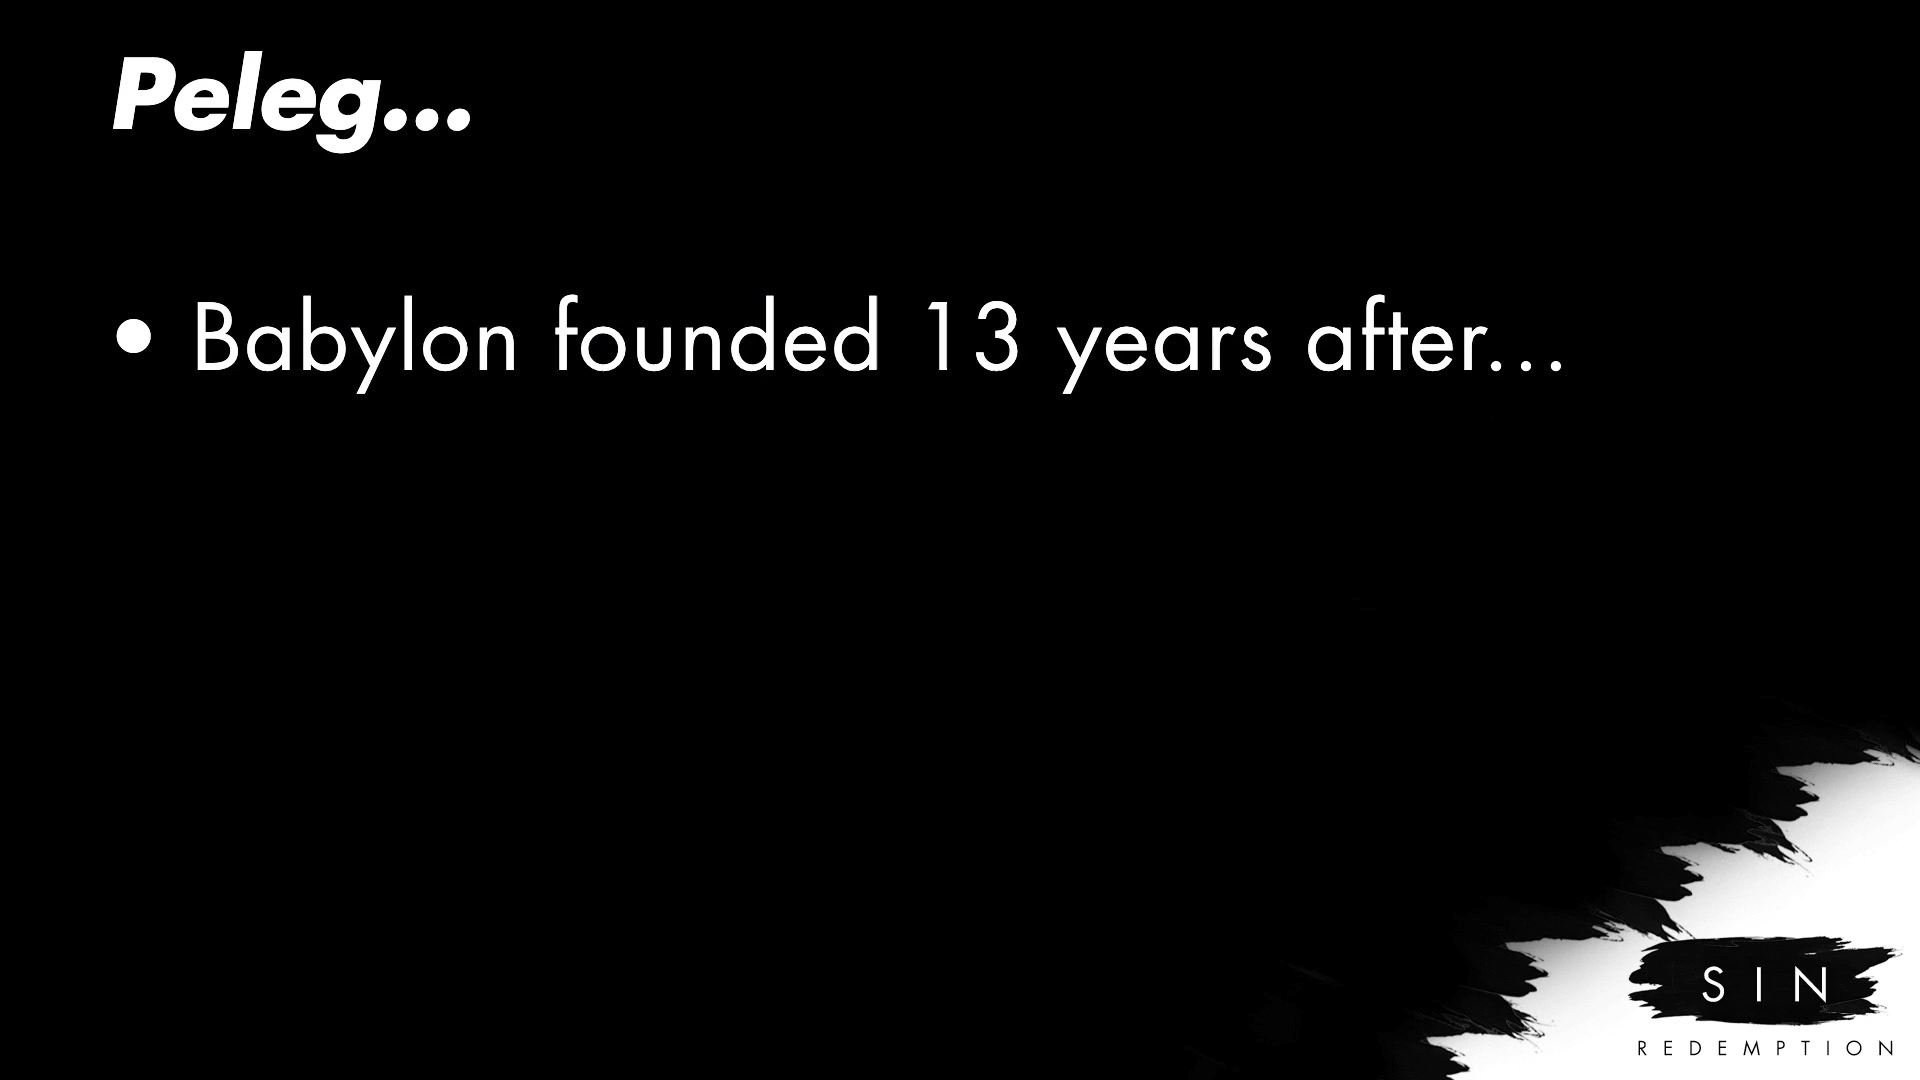 Peleg...
• Babylon founded 13 years after...
SIN
REDEMPTION